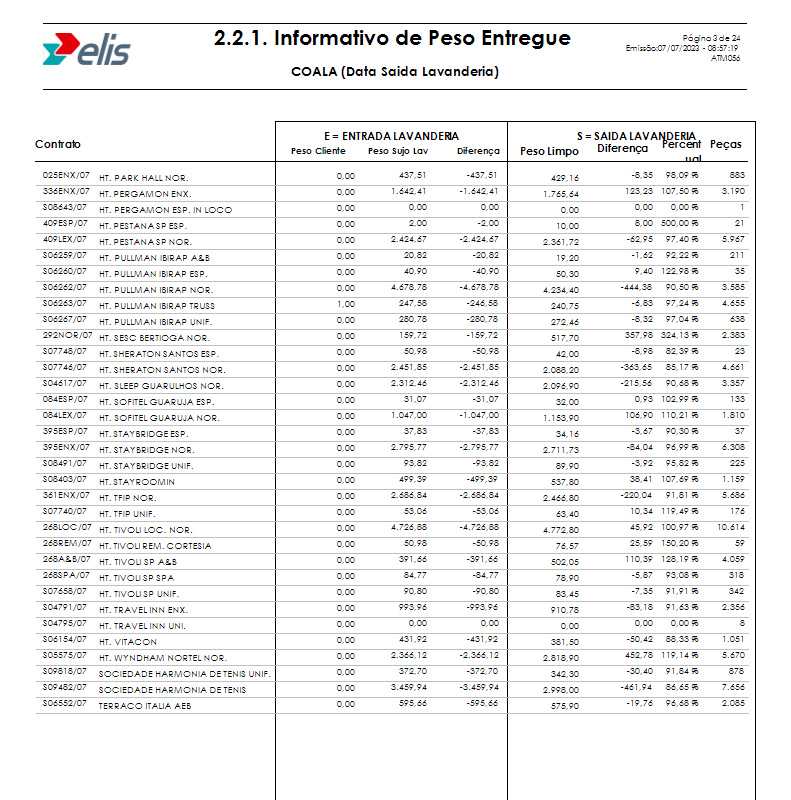 elis
2.2.1. Informativo de Peso Entregue
COALA (Data Saida Lavanderia)
Página 3 de 24
Emissão:07/07/2023 - 08:57:19
ATM056
E = ENTRADA LAVANDERIA S = SAIDA LAVANDERIA
Contrato Peso Cliente Peso Sujo Lav Diferença Peso Limpo Diferença Percentual Peças
025ENX/07 HT. PARK HALL NOR. 0,00 437,51 -437,51 429,16 -8,35 98,09 % 883
336ENX/07 HT. PERGAMON ENX. 0,00 1.642,41 -1.642,41 1.765,64 123,23 107,50 % 3.190
S08643/07 HT. PERGAMON ESP. IN LOCO 0,00 0,00 0,00 0,00 0,00 0,00 % 1
409ESP/07 HT. PESTANA SP ESP. 0,00 2,00 -2,00 10,00 8,00 500,00 % 21
409LEX/07 HT. PESTANA SP NOR. 0,00 2.424,67 -2.424,67 2.361,72 -62,95 97,40 % 5.967
S06259/07 HT. PULLMAN IBIRAP A&B 0,00 20,82 -20,82 19,20 -1,62 92,22 % 211
S06260/07 HT. PULLMAN IBIRAP ESP. 0,00 40,90 -40,90 50,30 9,40 122,98 % 35
S06262/07 HT. PULLMAN IBIRAP NOR. 0,00 4.678,78 -4.678,78 4.234,40 -444,38 90,50 % 3.585
S06263/07 HT. PULLMAN IBIRAP TRUSS 1,00 247,58 -246,58 240,75 -6,83 97,24 % 4.655
S06267/07 HT. PULLMAN IBIRAP UNIF. 0,00 280,78 -280,78 272,46 -8,32 97,04 % 638
292NOR/07 HT. SESC BERTIOGA NOR. 0,00 159,72 -159,72 517,70 357,98 324,13 % 2.383
S07748/07 HT. SHERATON SANTOS ESP. 0,00 50,98 -50,98 42,00 -8,98 82,39 % 23
S07746/07 HT. SHERATON SANTOS NOR. 0,00 2.451,85 -2.451,85 2.088,20 -363,65 85,17 % 4.661
S04617/07 HT. SLEEP GUARULHOS NOR. 0,00 2.312,46 -2.312,46 2.096,90 -215,56 90,68 % 3.357
084ESP/07 HT. SOFITEL GUARUJA ESP. 0,00 31,07 -31,07 32,00 0,93 102,99 % 133
084LEX/07 HT. SOFITEL GUARUJA NOR. 0,00 1.047,00 -1.047,00 1.153,90 106,90 110,21 % 1.810
395ESP/07 HT. STAYBRIDGE ESP. 0,00 37,83 -37,83 34,16 -3,67 90,30 % 37
395ENX/07 HT. STAYBRIDGE NOR. 0,00 2.795,77 -2.795,77 2.711,73 -84,04 96,99 % 6.308
S08491/07 HT. STAYBRIDGE UNIF. 0,00 93,82 -93,82 89,90 -3,92 95,82 % 225
S08403/07 HT. STAYROOMIN 0,00 499,39 -499,39 537,80 38,41 107,69 % 1.159
361ENX/07 HT. TFIP NOR. 0,00 2.686,84 -2.686,84 2.466,80 -220,04 91,81 % 5.686
S07740/07 HT. TFIP UNIF. 0,00 53,06 -53,06 63,40 10,34 119,49 % 176
268LOC/07 HT. TIVOLI LOC. NOR. 0,00 4.726,88 -4.726,88 4.772,80 45,92 100,97 % 10.614
268REM/07 HT. TIVOLI REM. CORTESIA 0,00 50,98 -50,98 76,57 25,59 150,20 % 59
268A&B/07 HT. TIVOLI SP A&B 0,00 391,66 -391,66 502,05 110,39 128,19 % 4.059
268SPA/07 HT. TIVOLI SP SPA 0,00 84,77 -84,77 78,90 -5,87 93,08 % 318
S07658/07 HT. TIVOLI SP UNIF. 0,00 90,80 -90,80 83,45 -7,35 91,91 % 342
S04791/07 HT. TRAVEL INN ENX. 0,00 993,96 -993,96 910,78 -83,18 91,63 % 2.356
S04795/07 HT. TRAVEL INN UNI. 0,00 0,00 0,00 0,00 0,00 0,00 % 8
S06154/07 HT. VITACON 0,00 431,92 -431,92 381,50 -50,42 88,33 % 1.051
S05575/07 HT. WYNDHAM NORTEL NOR. 0,00 2.366,12 -2.366,12 2.818,90 452,78 119,14 % 5.670
S09818/07 SOCIEDADE HARMONIA DE TENIS UNIF. 0,00 372,70 -372,70 342,30 -30,40 91,84 % 878
S09482/07 SOCIEDADE HARMONIA DE TENIS 0,00 3.459,94 -3.459,94 2.998,00 -461,94 86,65 % 7.656
S06552/07 TERRACO ITALIA AEB 0,00 595,66 -595,66 575,90 -19,76 96,68 % 2.085